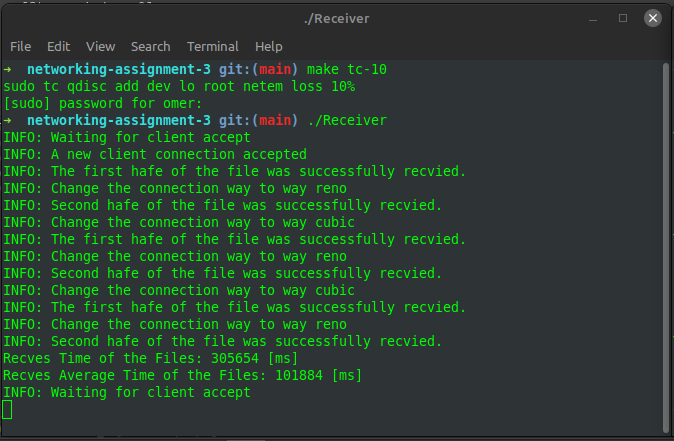 ./Receiver
File Edit View Search Terminal Help
→ networking-assignment-3 git:(main) make tc-10
sudo tc qdisc add dev lo root netem loss 10%
[sudo] password for omer:
→ networking-assignment-3 git:(main) ./Receiver
INFO: Waiting for client accept
INFO: A new client connection accepted
INFO: The first hafe of the file was successfully recvied.
INFO: Change the connection way to way reno
INFO: Second hafe of the file was successfully recvied.
INFO: Change the connection way to way cubic
INFO: The first hafe of the file was successfully recvied.
INFO: Change the connection way to way reno
INFO: Second hafe of the file was successfully recvied.
INFO: Change the connection way to way cubic
INFO: The first hafe of the file was successfully recvied.
INFO: Change the connection way to way reno
INFO: Second hafe of the file was successfully recvied.
Recves Time of the Files: 305654 [ms]
Recves Average Time of the Files: 101884 [ms]
INFO: Waiting for client accept